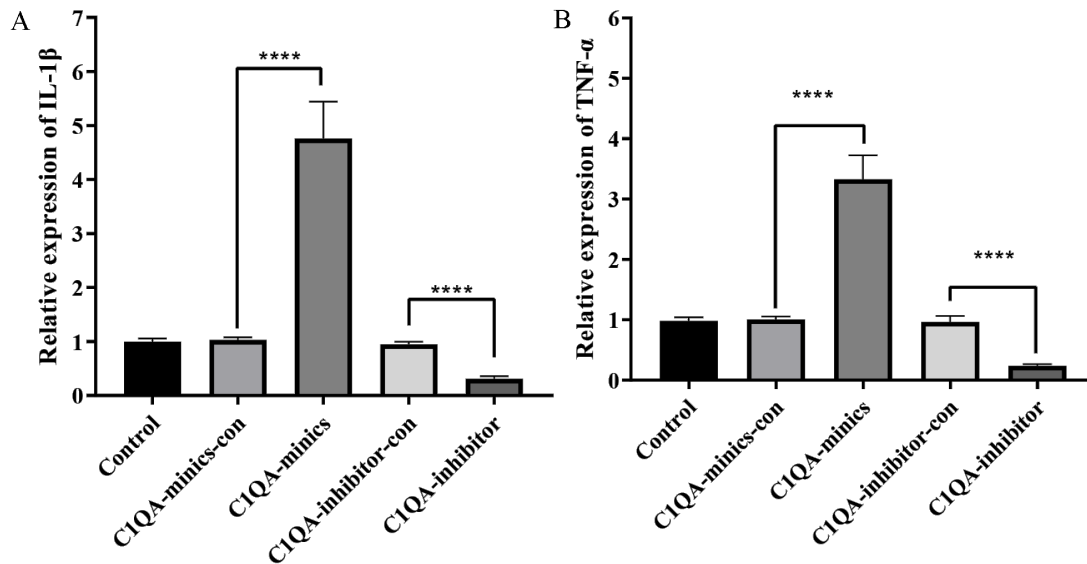 A
Relative expression of IL-1β
7
6
5
4
3
2
1
0
****
****
Control
C1QA-minics-con
C1QA-minics
C1QA-inhibitor-con
C1QA-inhibitor
B
Relative expression of TNF-α
6
5
4
3
2
1
0
****
****
Control
C1QA-minics-con
C1QA-minics
C1QA-inhibitor-con
C1QA-inhibitor